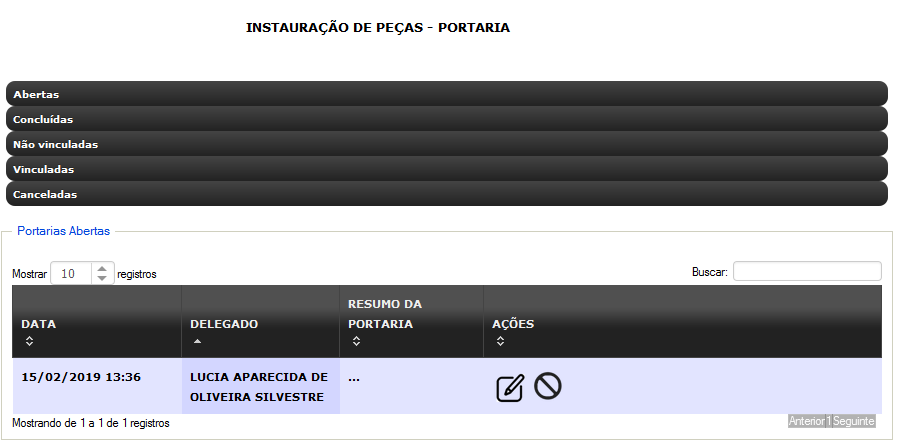 INSTAURAÇÃO DE PEÇAS - PORTARIA
Abertas
Concluídas
Não vinculadas
Vinculadas
Canceladas
Portarias Abertas
Mostrar 10 registros
Buscar:
DATA
DELEGADO
RESUMO DA
PORTARIA
AÇÕES
15/02/2019 13:36
LUCIA APARECIDA DE
OLIVEIRA SILVESTRE
...
Mostrando de 1 a 1 de 1 registros
Anterior 1 Seguinte